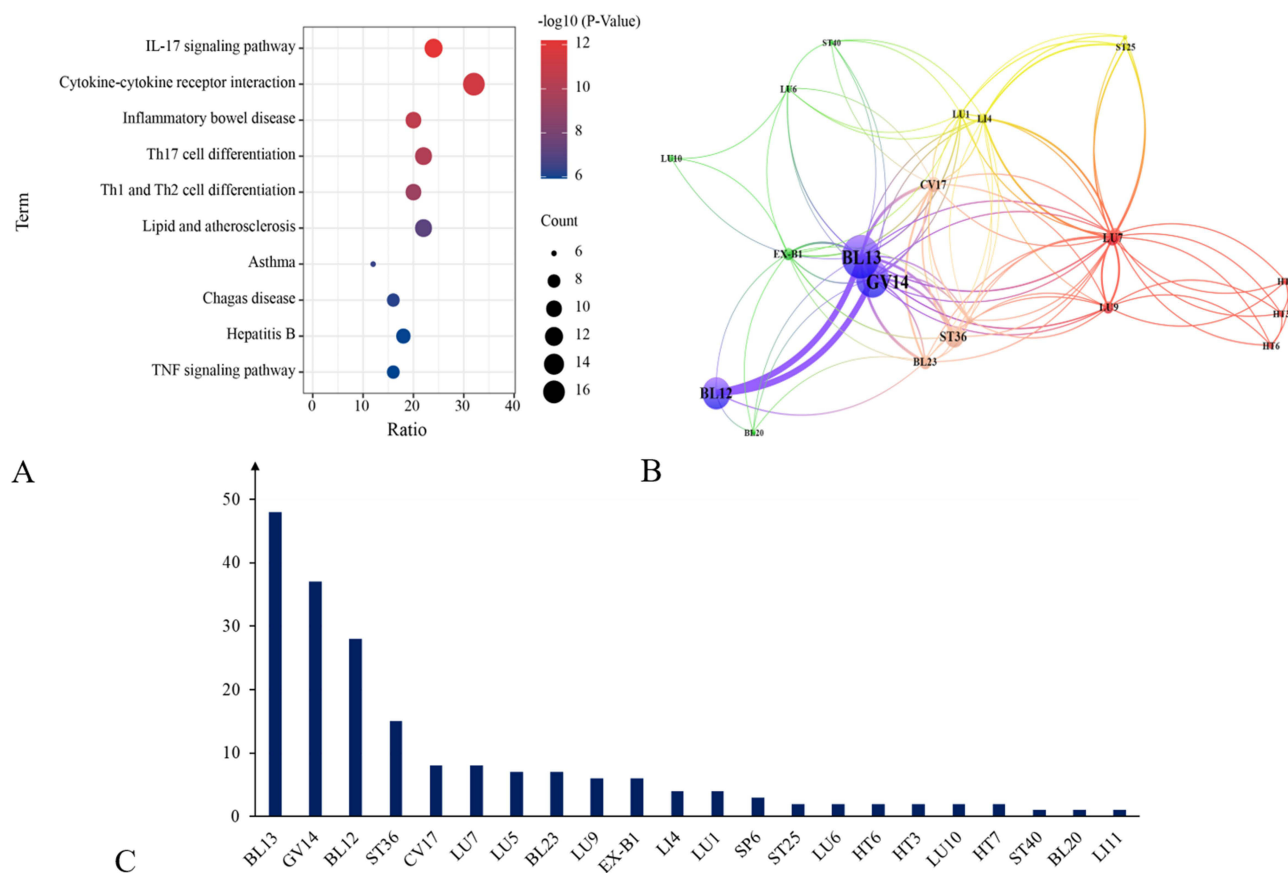 -log10 (P-Value)
12
10
8
6
Term
IL-17 signaling pathway
Cytokine-cytokine receptor interaction
Inflammatory bowel disease
Th17 cell differentiation
Th1 and Th2 cell differentiation
Lipid and atherosclerosis
Asthma
Chagas disease
Hepatitis B
TNF signaling pathway
0 10 20 30 40
Ratio
Count
6
8
10
12
14
16
A
ST40
ST25
LU6
LU1
LI4
LU10
CV17
LU7
EX-B1
BL13
GV14
LU9
ST36
HT6
BL23
BL12
BL20
B
50
40
30
20
10
0
BL13 GV14 BL12 ST36 CV17 LU7 LU5 BL23 LU9 EX-B1 LI4 LU1 SP6 ST25 LU6 HT6 HT3 LU10 HT7 ST40 BL20 LI11
C